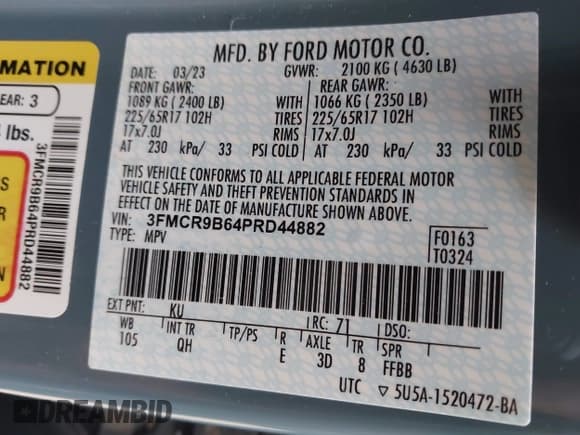 MFD. BY FORD MOTOR CO.
DATE: 03/23 GVWR: 2100 KG ( 4630 LB)
FRONT GAWR: REAR GAWR:
1089 KG ( 2400 LB) WITH 1066 KG ( 2350 LB) WITH
225/65R17 102H TIRES 225/65R17 102H TIRES
17x7.0J RIMS 17x7.0J RIMS
AT 230 kPa/ 33 PSI COLD AT 230 kPa/ 33 PSI COLD
THIS VEHICLE CONFORMS TO ALL APPLICABLE FEDERAL MOTOR
VEHICLE SAFETY AND THEFT PREVENTION STANDARDS IN
EFFECT ON THE DATE OF MANUFACTURE SHOWN ABOVE.
VIN: 3FMCR9B64PRD44882
TYPE: MPV
F0163
T0324
EXT PNT: KU RC: 71 DSO:
WB INT TR TP/PS R AXLE TR SPR
105 QH E 3D 8 FFBB
UTC ▽ 5U5A-1520472-BA
MATION
EAR: 3
lbs.
3FMCR9B64PRD44882
S
R
N
DREAMBID